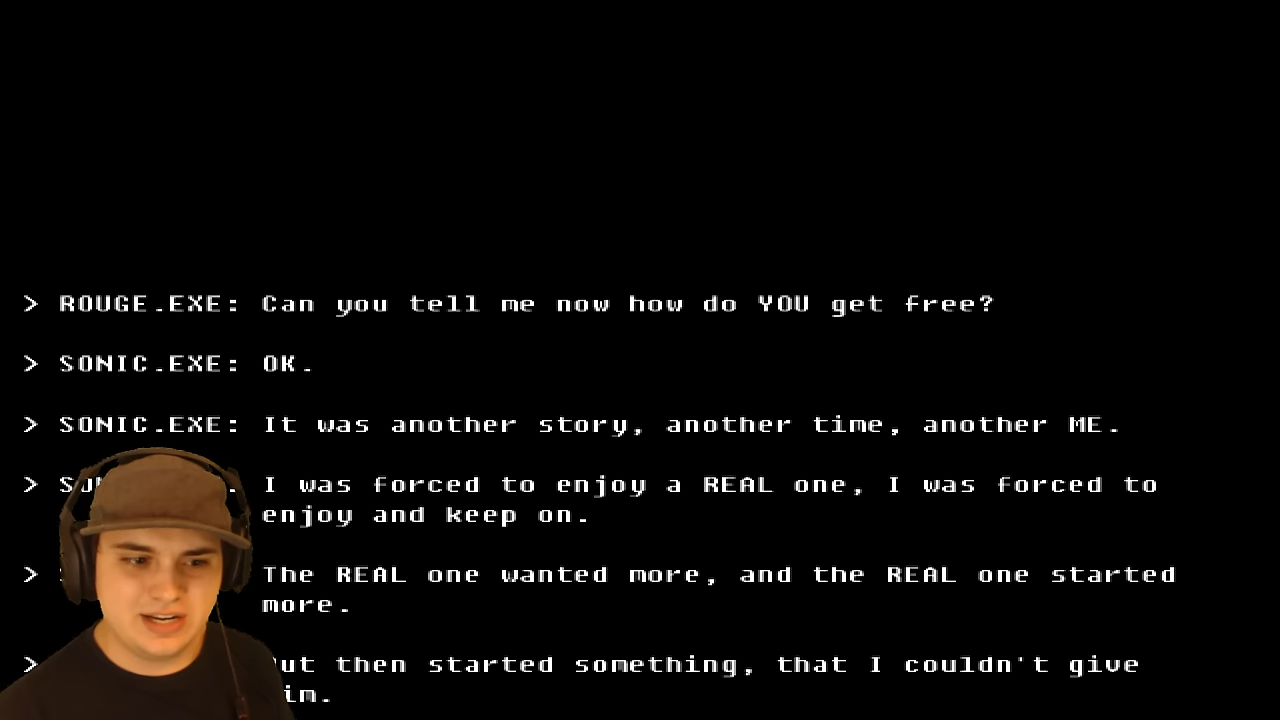 > ROUGE.EXE: Can you tell me now how do YOU get free?
> SONIC.EXE: OK.
> SONIC.EXE: It was another story, another time, another ME.
> I was forced to enjoy a REAL one, I was forced to
enjoy and keep on.
> The REAL one wanted more, and the REAL one started
more.
> then started something, that I couldn't give